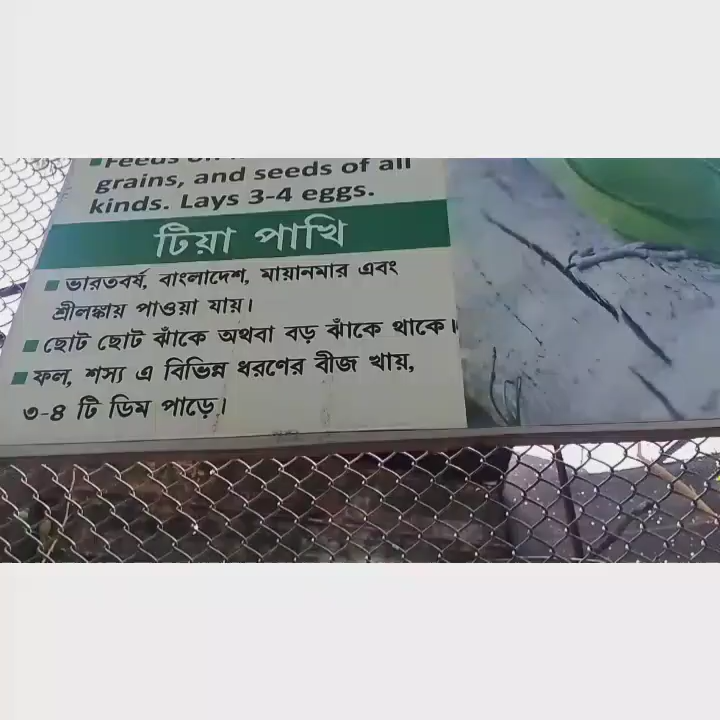 grains, and seeds of all
kinds. Lays 3-4 eggs.
টিয়া পাখি
■ ভারতবর্ষ, বাংলাদেশ, মায়ানমার এবং
শ্রীলঙ্কায় পাওয়া যায়।
■ ছোট ছোট ঝাঁকে অথবা বড় ঝাঁকে থাকে।
■ ফল, শস্য এ বিভিন্ন ধরণের বীজ খায়,
৩-৪ টি ডিম পাড়ে।